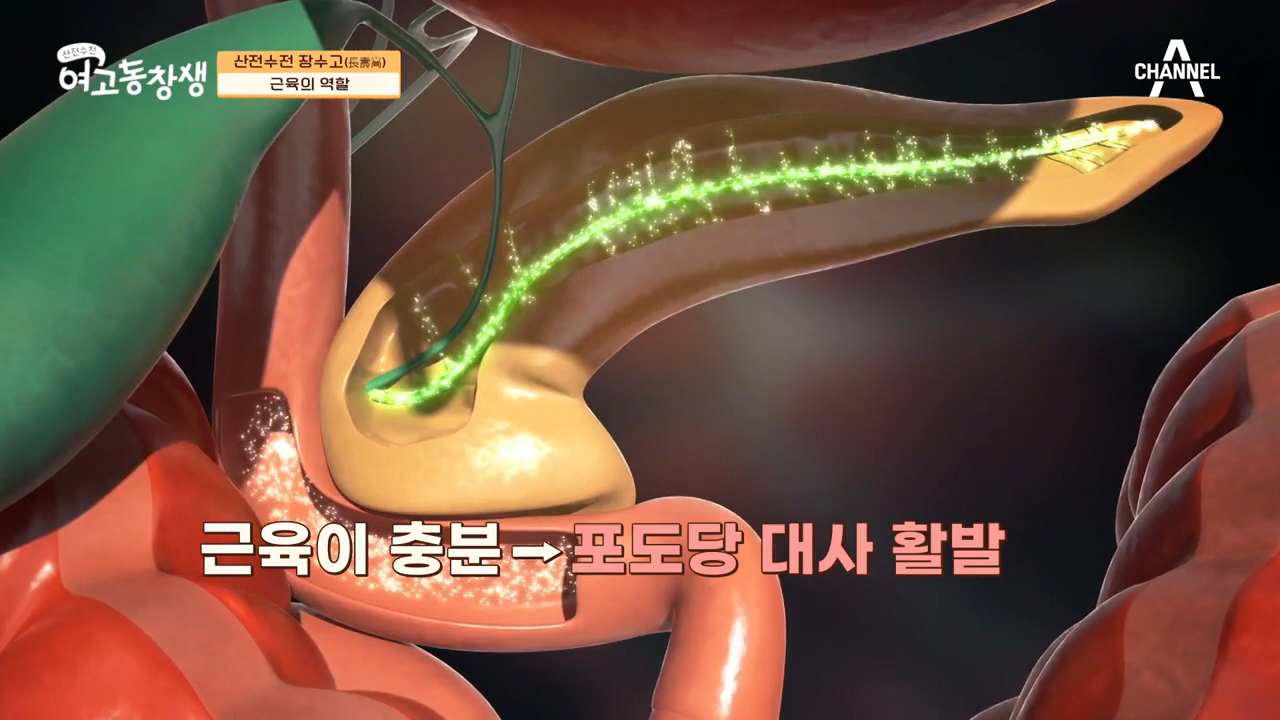 산전수전
여고동창생
산전수전 장수고(長壽高)
근육의 역할
CHANNEL A
근육이 충분→포도당 대사 활발